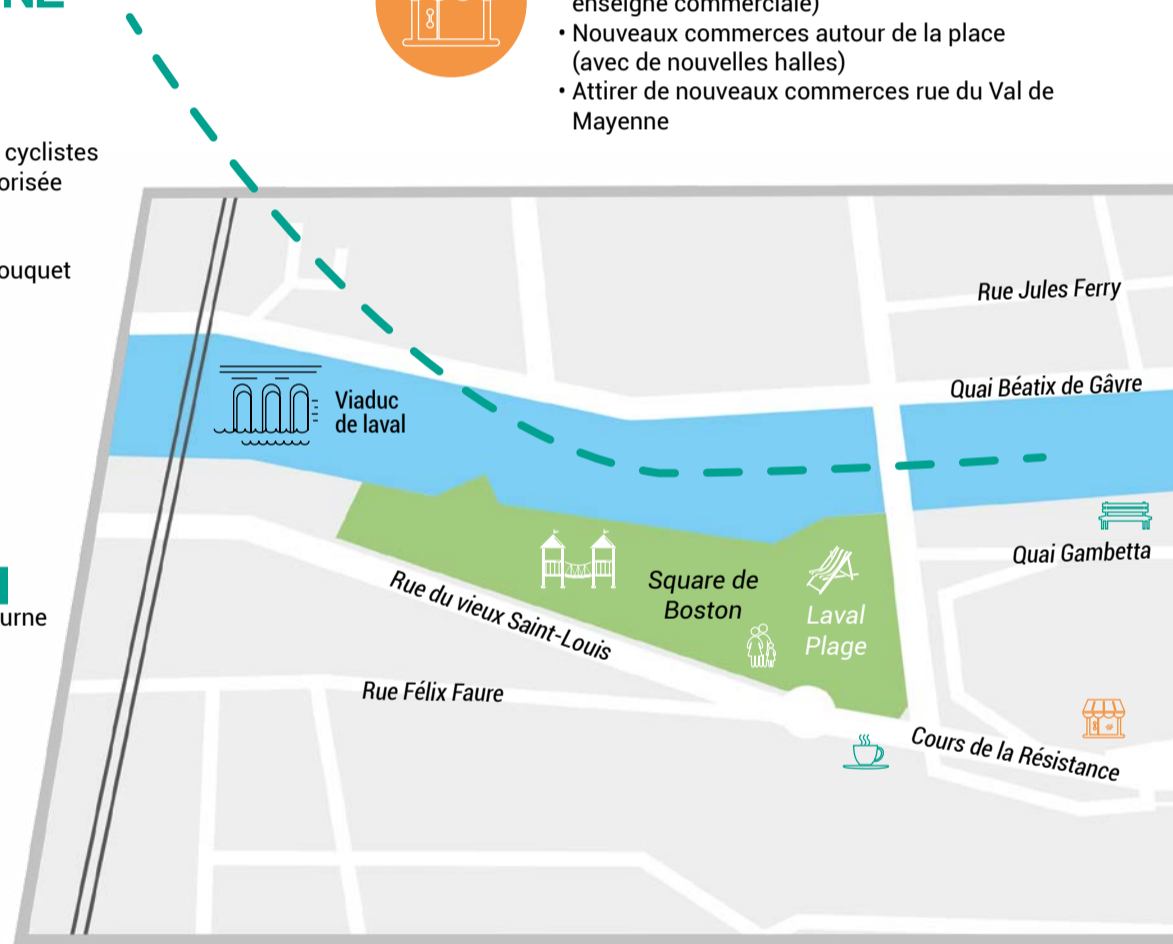 enseigne commerciale)
• Nouveaux commerces autour de la place
(avec de nouvelles halles)
• Attirer de nouveaux commerces rue du Val de
Mayenne
cyclistes
orisée
ouquet
urne
Rue Jules Ferry
Quai Béatix de Gâvre
Viaduc
de laval
Quai Gambetta
Square de
Boston
Laval
Plage
Rue du vieux Saint-Louis
Rue Félix Faure
Cours de la Résistance